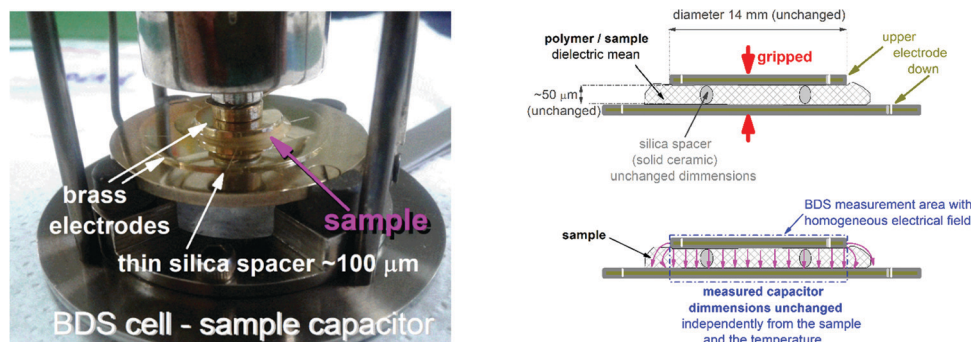 brass
electrodes
sample
thin silica spacer ~100 μm
BDS cell - sample capacitor
diameter 14 mm (unchanged)
polymer / sample
dielectric mean
gripped
upper
electrode
down
~50 μm
(unchanged)
silica spacer
(solid ceramic)
unchanged dimmensions
BDS measurement area with
homogeneous electrical field
sample
measured capacitor
dimmensions unchanged
independently from the sample
and the temperature